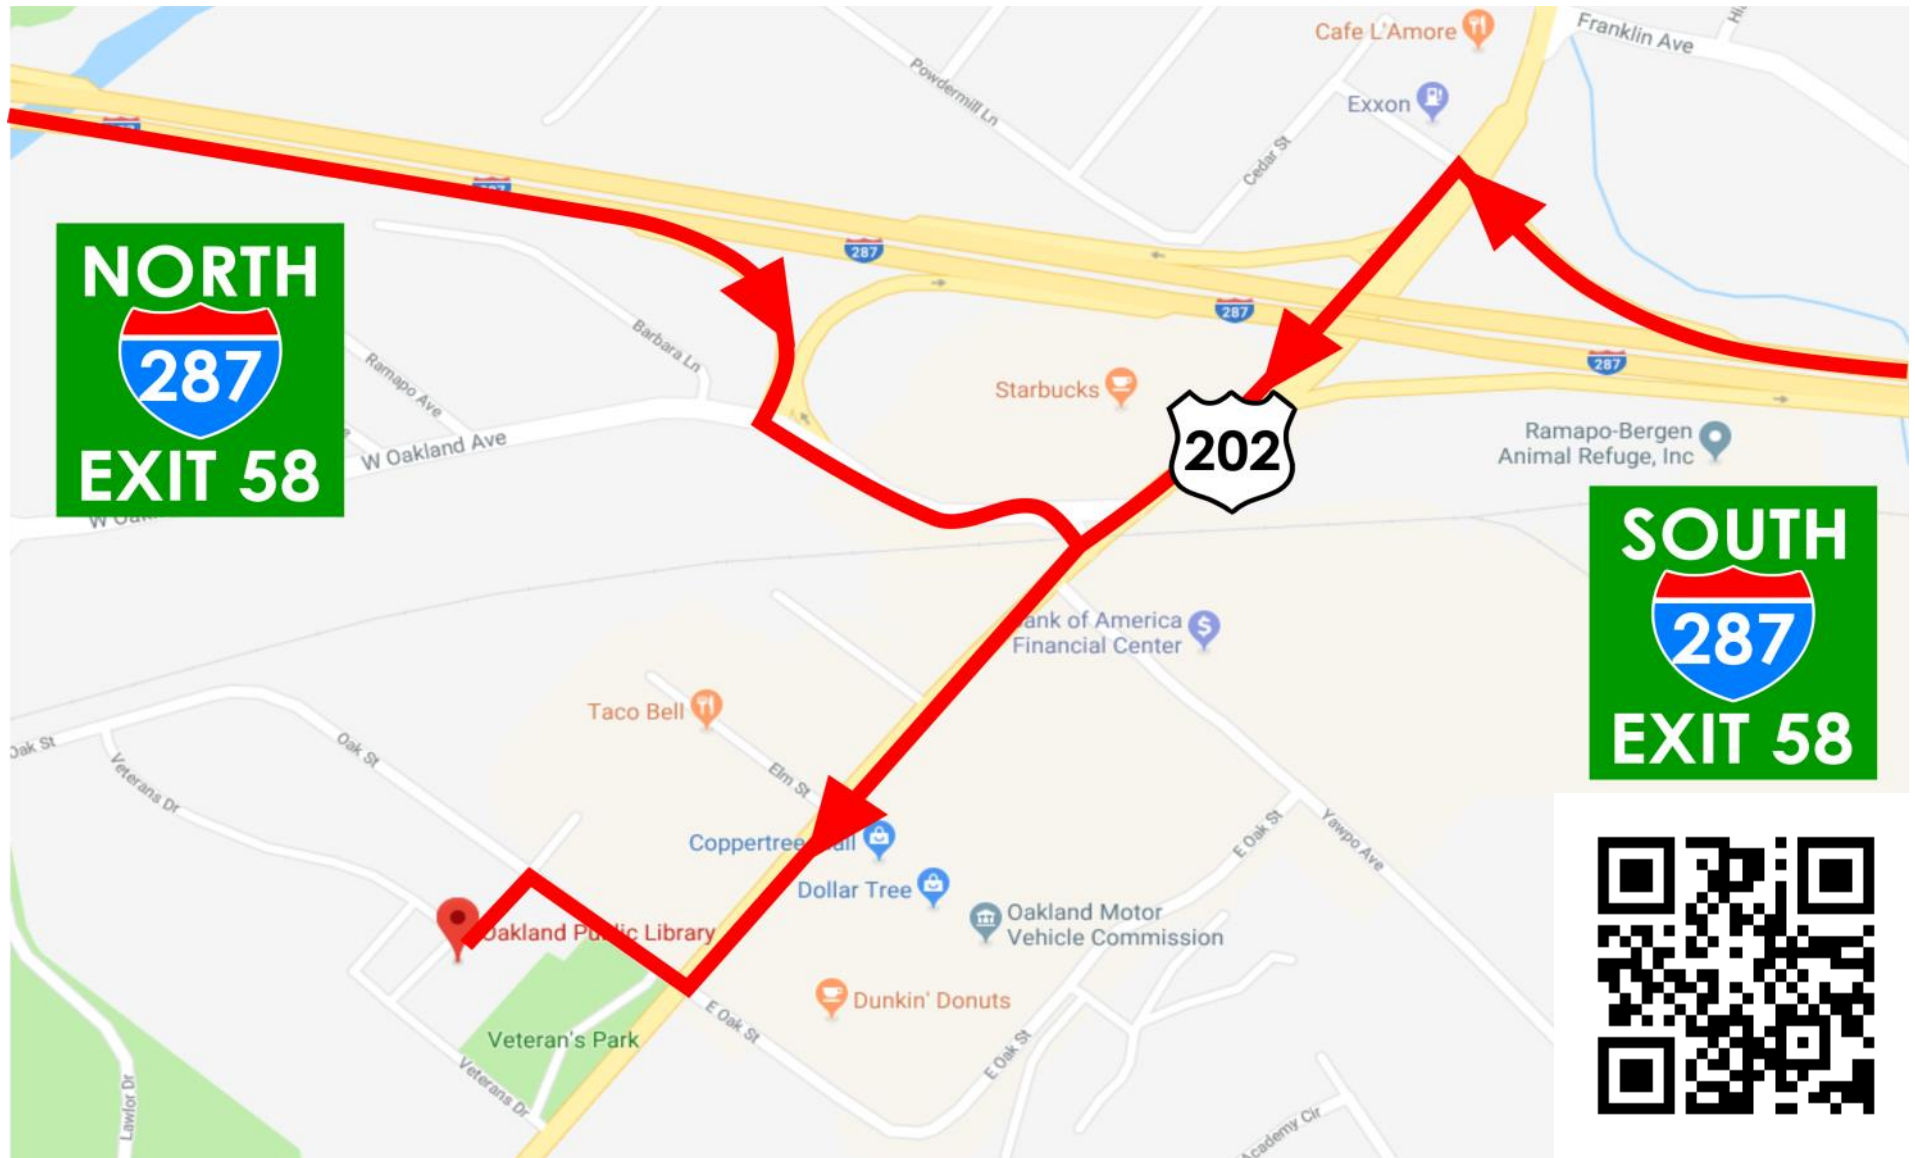 Cafe L'Amore
Franklin Ave
Powdermill Ln
Exxon
Cedar St
NORTH
287
EXIT 58
287
287
287
Barbara Ln
Ramapo Ave
Starbucks
W Oakland Ave
202
Ramapo-Bergen
Animal Refuge, Inc
SOUTH
287
EXIT 58
Financial Center
Taco Bell
Oak St
Oak St
Veterans Dr
Elm St
Dollar Tree
E Oak St
Yawpo Ave
Oakland Motor
Vehicle Commission
Dunkin' Donuts
E Oak St
Veteran's Park
E Oak St
Veterans Dr
Lawlor Dr
Academy Cir